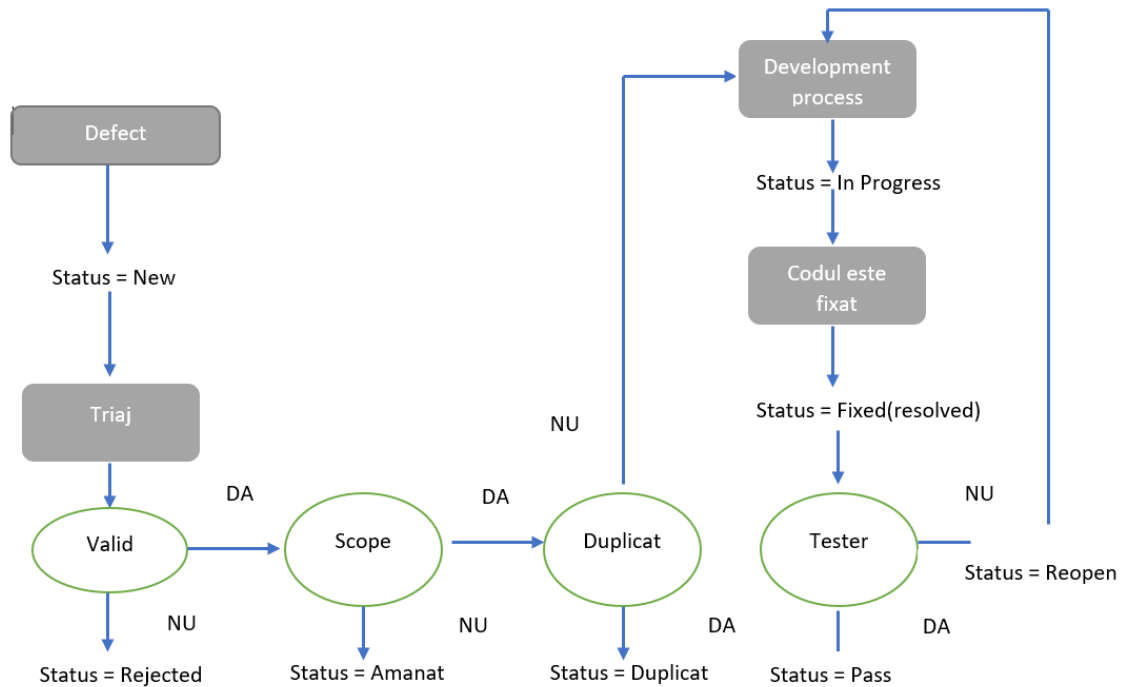 Defect
Status = New
Triaj
Valid
DA
NU
Status = Rejected
Scope
DA
NU
Status = Amanat
Duplicat
NU
DA
Status = Duplicat
Development
process
Status = In Progress
Codul este
fixat
Status = Fixed(resolved)
Tester
NU
Status = Reopen
DA
Status = Pass